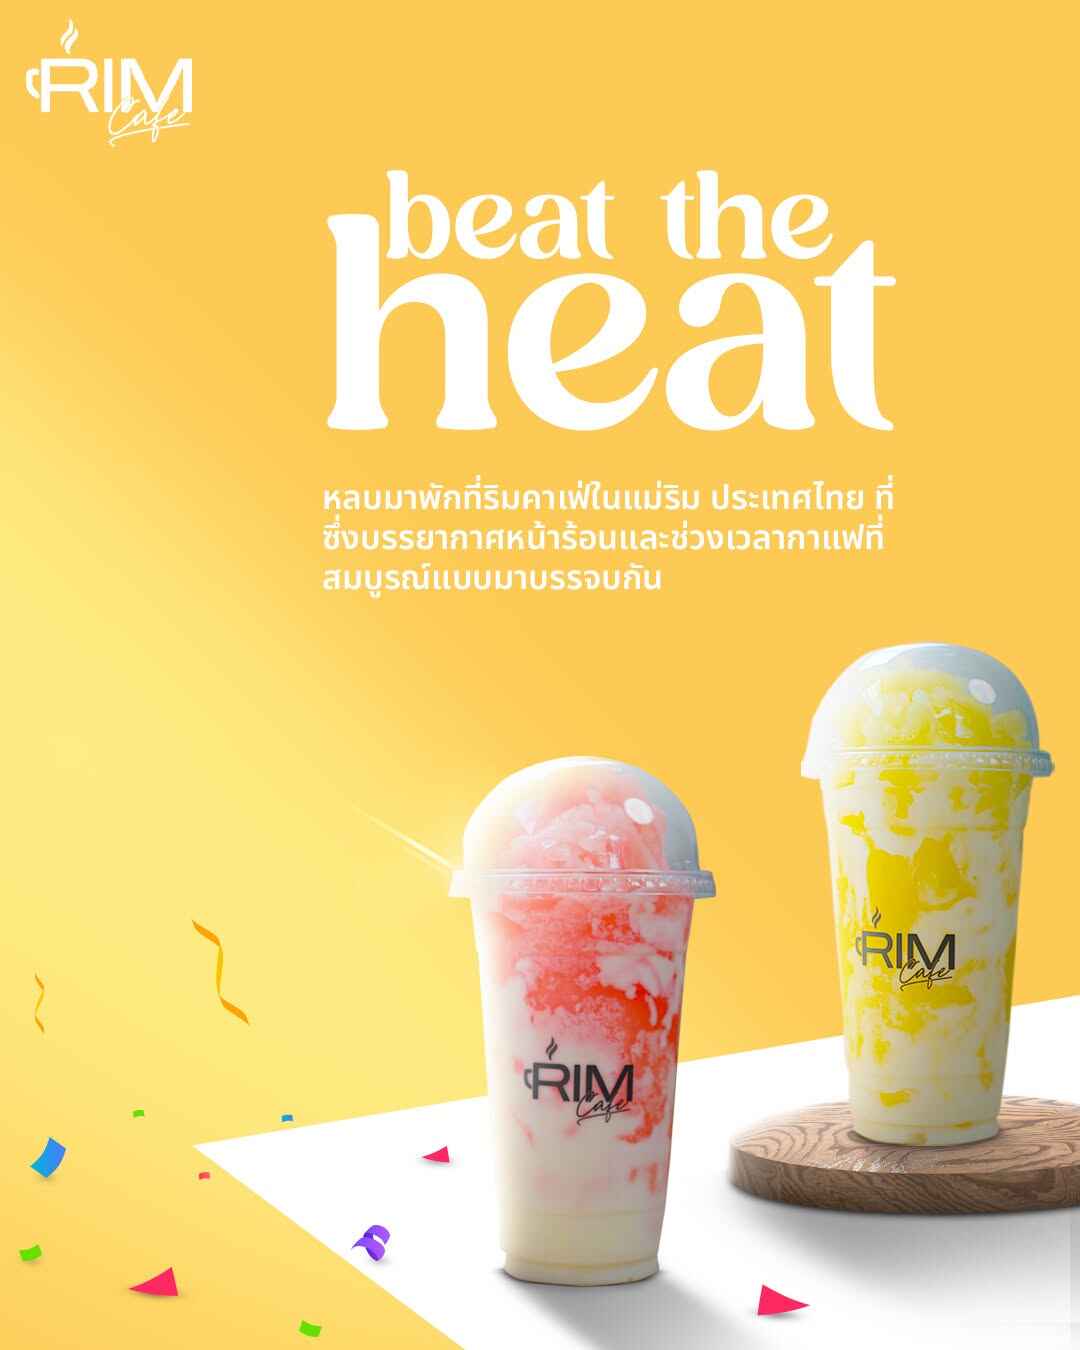 RIM
Cafe
beat the
heat
หลบมาพักที่ริมคาเฟ่ในแม่ริม ประเทศไทย ที่
ซึ่งบรรยากาศหน้าร้อนและช่วงเวลากาแฟที่
สมบูรณ์แบบมาบรรจบกัน
RIM
Cafe
RIM
Cafe